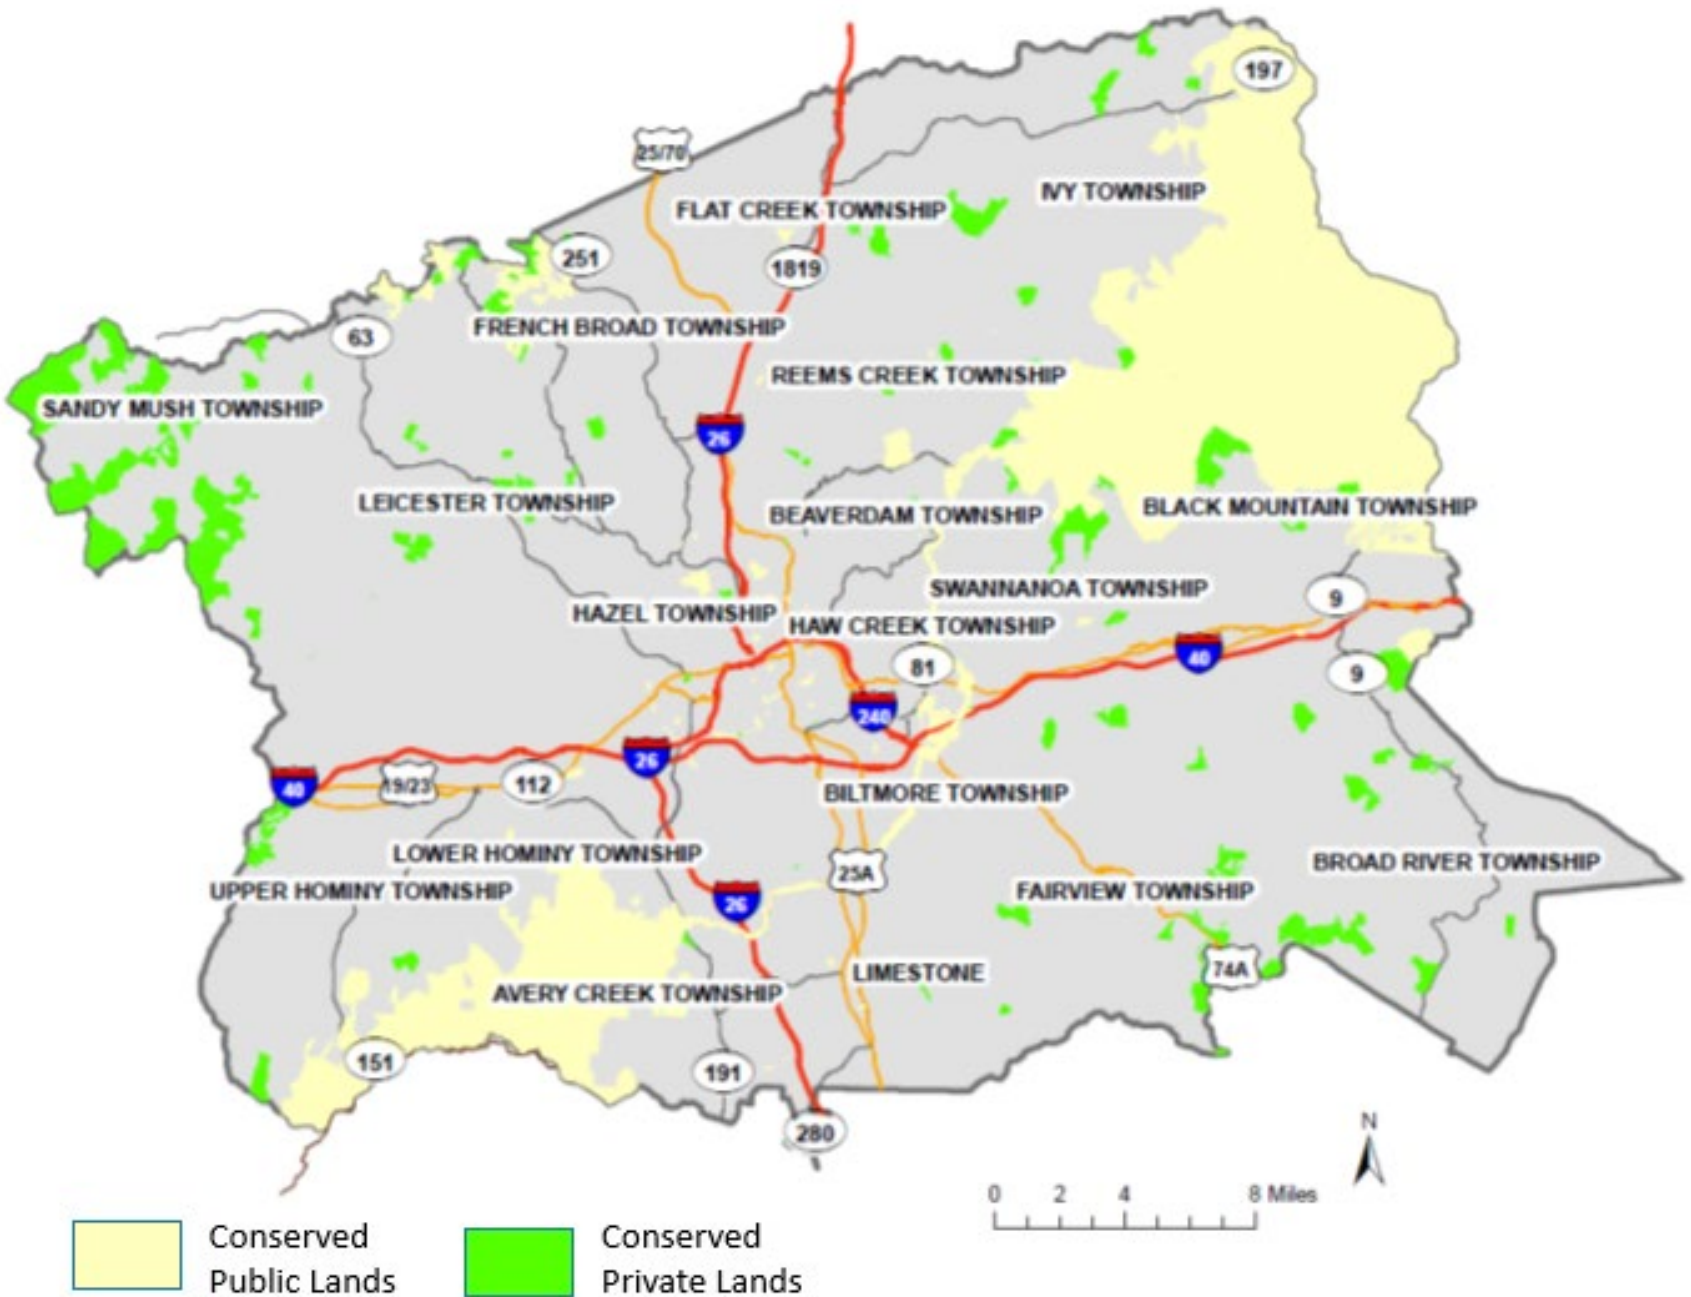 197
25/70
IVY TOWNSHIP
FLAT CREEK TOWNSHIP
251
1819
FRENCH BROAD TOWNSHIP
63
REEMS CREEK TOWNSHIP
SANDY MUSH TOWNSHIP
26
LEICESTER TOWNSHIP
BEAVERDAM TOWNSHIP
BLACK MOUNTAIN TOWNSHIP
SWANNANOA TOWNSHIP
9
HAZEL TOWNSHIP
HAW CREEK TOWNSHIP
40
81
9
240
26
40
19/23
112
BILTMORE TOWNSHIP
LOWER HOMINY TOWNSHIP
25A
BROAD RIVER TOWNSHIP
UPPER HOMINY TOWNSHIP
26
FAIRVIEW TOWNSHIP
74A
LIMESTONE
AVERY CREEK TOWNSHIP
151
191
280
N
0 2 4 8 Miles
Conserved
Public Lands
Conserved
Private Lands